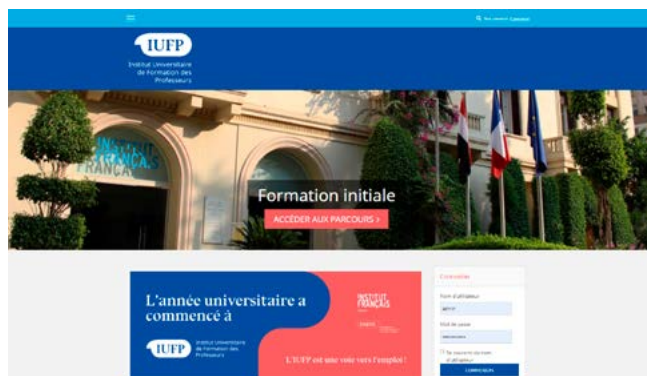 IUFP
Institut Universitaire
de Formation des
Professeurs
INSTITUT
FRANÇAIS
Formation initiale
ACCÉDER AUX PARCOURS >
L'année universitaire a
commencé à
INSTITUT
FRANÇAIS
IUFP
Institut Universitaire
de Formation des
Professeurs
L'IUFP est une voie vers l'emploi !
Connexion
Nom d'utilisateur
Mot de passe
Se souvenir du nom
d'utilisateur
CONNEXION